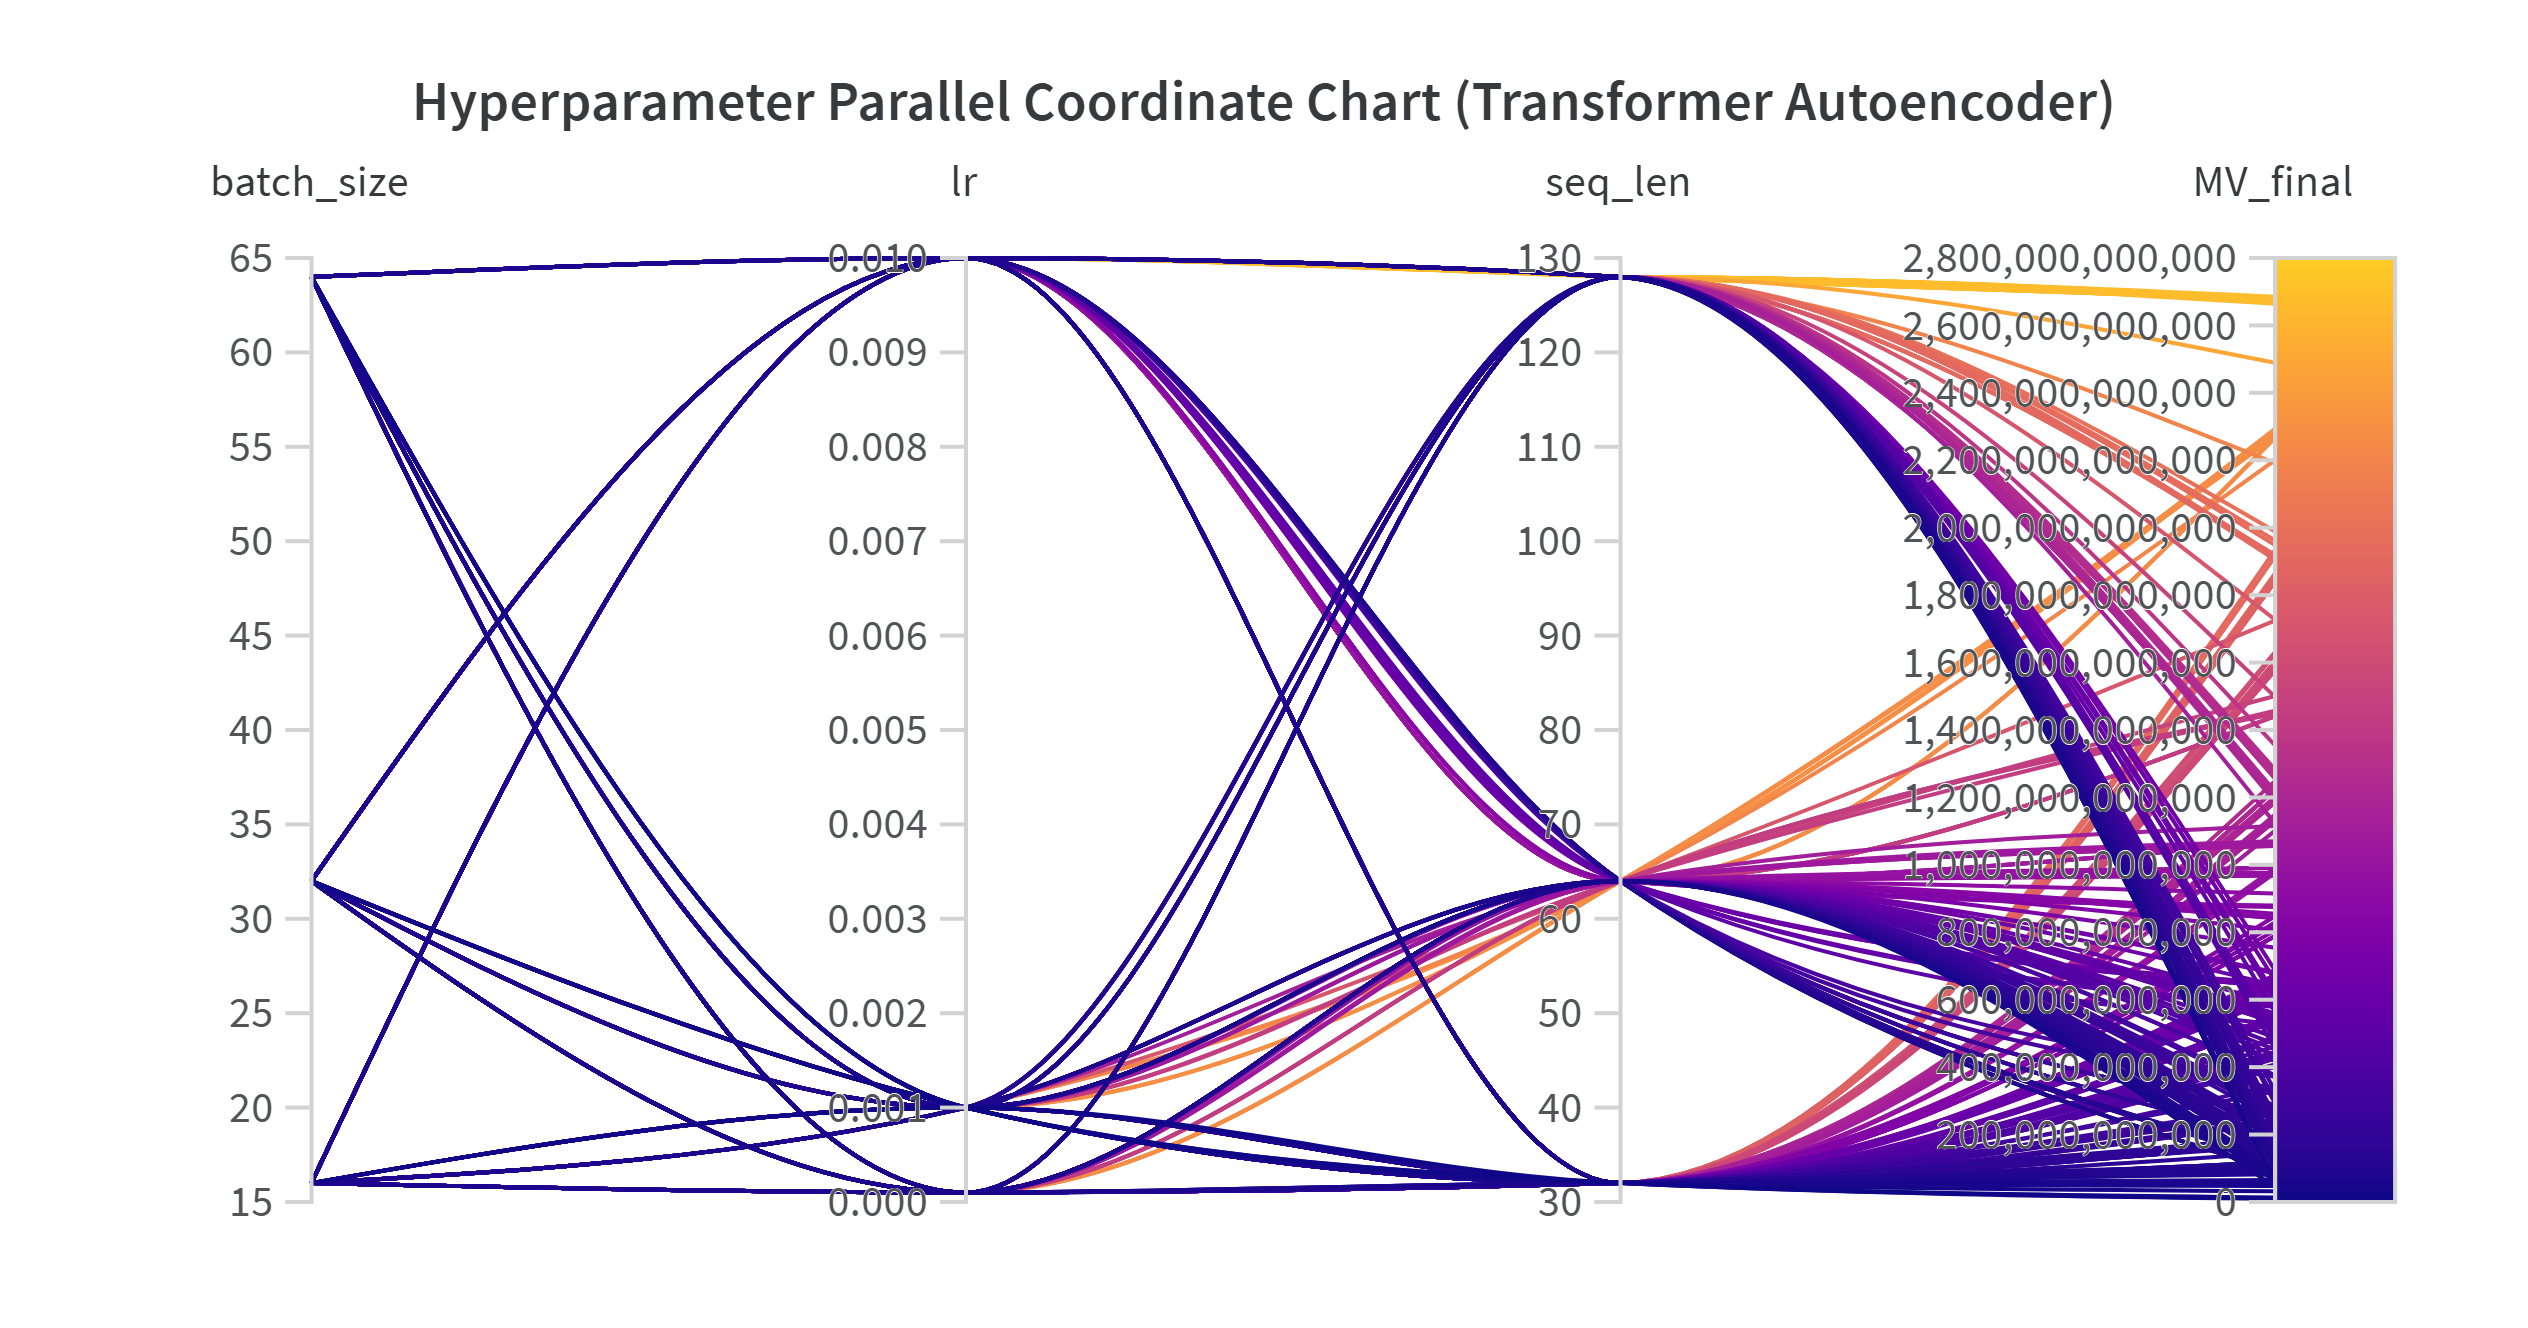 Hyperparameter Parallel Coordinate Chart (Transformer Autoencoder)
batch_size lr seq_len MV_final
65 0.010 130 2,800,000,000,000
2,600,000,000,000
60 0.009 120
2,400,000,000,000
55 0.008 110
2,200,000,000,000
50 0.007 100 2,000,000,000,000
1,800,000,000,000
45 0.006 90
1,600,000,000,000
40 0.005 80 1,400,000,000,000
1,200,000,000,000
35 0.004 70
1,000,000,000,000
30 0.003 60 800,000,000,000
600,000,000,000
25 0.002 50
400,000,000,000
20 0.001 40
200,000,000,000
15 0.000 30 0